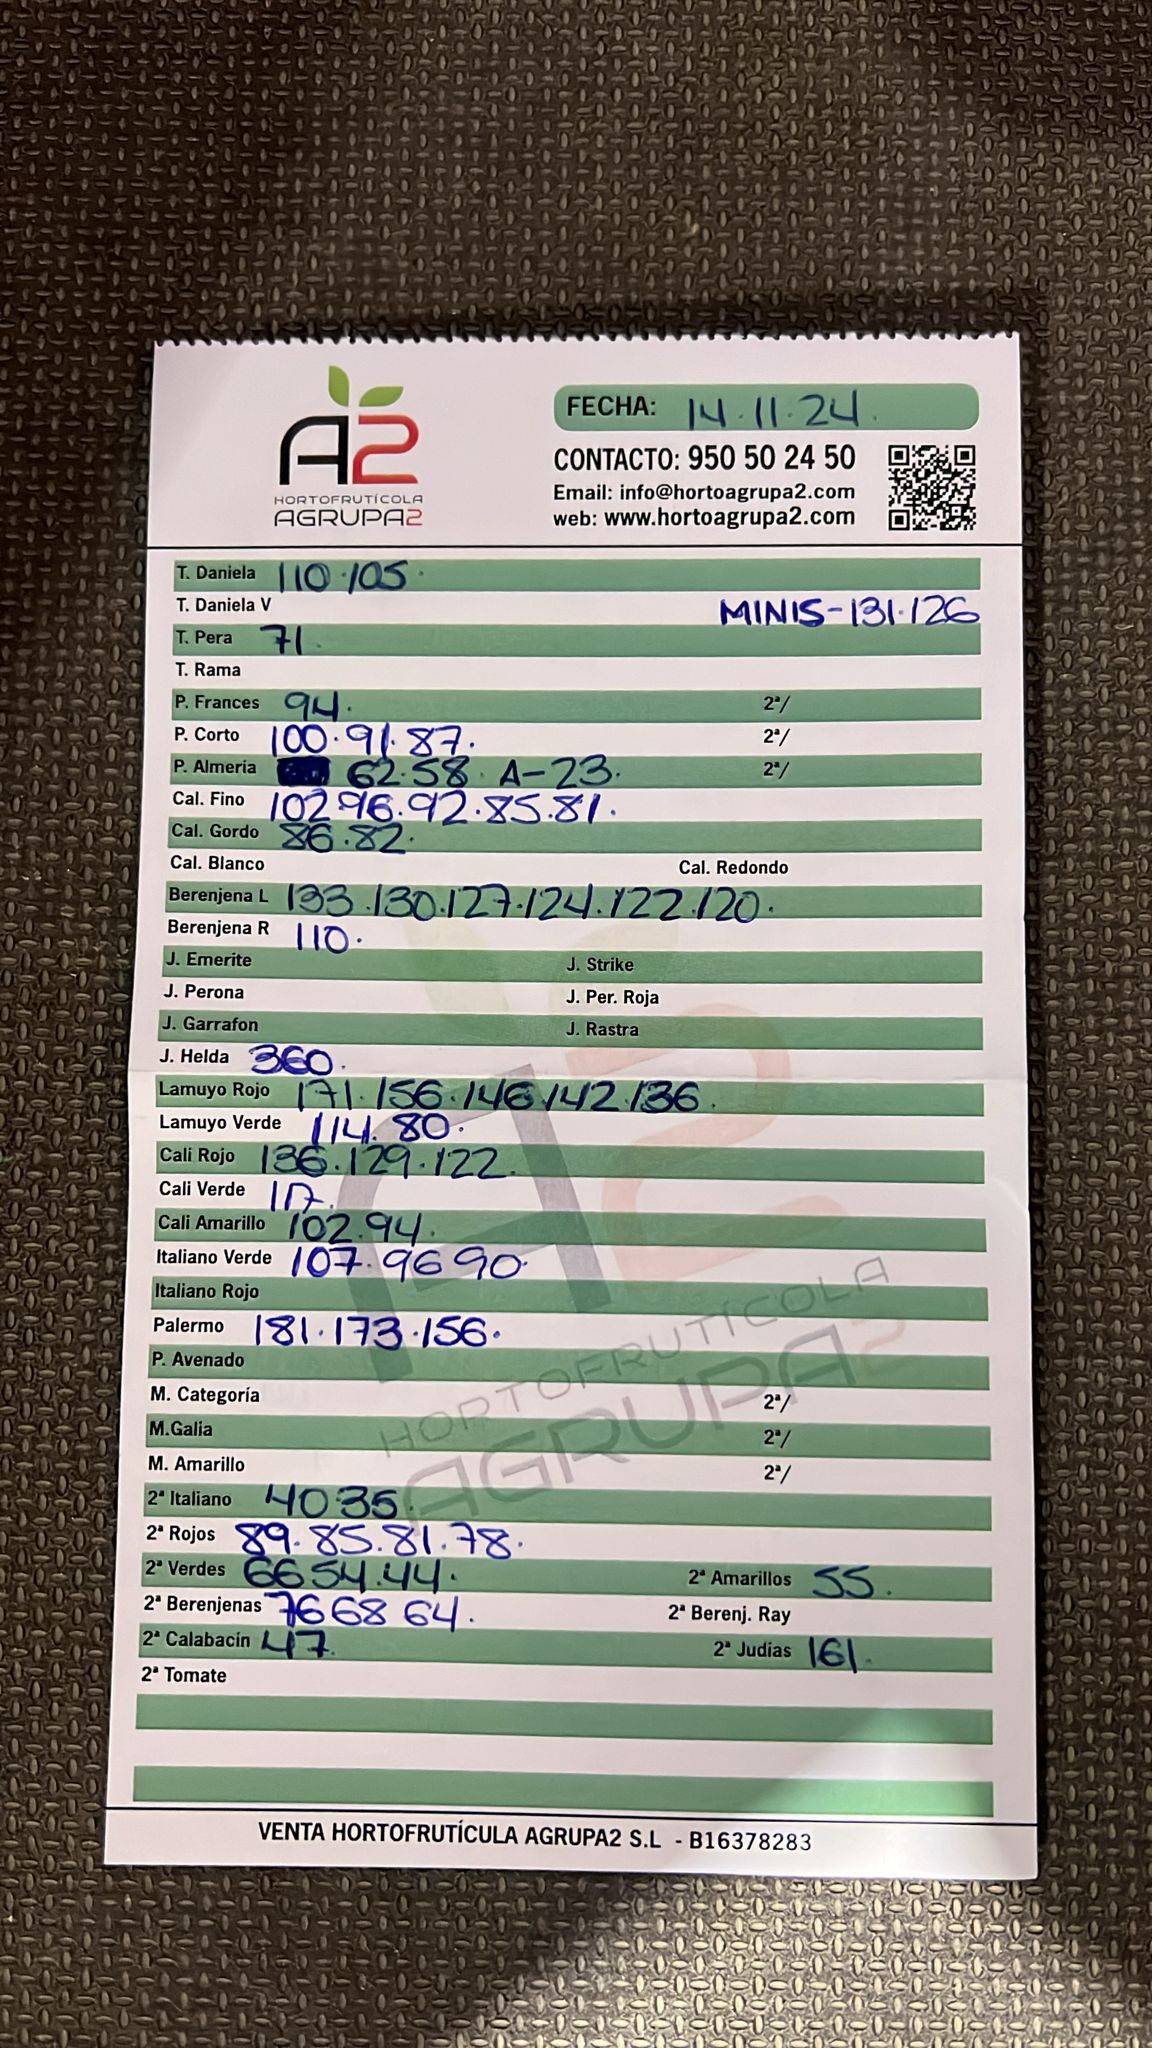 A2
HORTOFRUTÍCOLA
AGRUPA2
FECHA: 14.11.24.
CONTACTO: 950 50 24 50
Email: info@hortoagrupa2.com
web: www.hortoagrupa2.com
T. Daniela 110.105.
T. Daniela V MINIS-131.126
T. Pera 71.
T. Rama
P. Frances 94. 2ª/
P. Corto 100.91.87. 2ª/
P. Almeria 62.58. A-23. 2ª/
Cal. Fino 102.96.92.85.81.
Cal. Gordo 86.82.
Cal. Blanco Cal. Redondo
Berenjena L 133.130.127.124.122.120.
Berenjena R 110.
J. Emerite J. Strike
J. Perona J. Per. Roja
J. Garrafon J. Rastra
J. Helda 360.
Lamuyo Rojo 171.156.146.142.136.
Lamuyo Verde 114.80.
Cali Rojo 136.129.122.
Cali Verde 117.
Cali Amarillo 102.94.
Italiano Verde 107.96 90.
Italiano Rojo
Palermo 181.173.156.
P. Avenado
M. Categoría 2ª/
M.Galia 2ª/
M. Amarillo 2ª/
HORTOFRUTÍCOLA
AGRUPA2
2ª Italiano 40.35.
2ª Rojos 89.85.81.78.
2ª Verdes 66 54.44. 2ª Amarillos 55.
2ª Berenjenas 76 68 64. 2ª Berenj. Ray
2ª Calabacín 47. 2ª Judías 161.
2ª Tomate
VENTA HORTOFRUTÍCULA AGRUPA2 S.L - B16378283